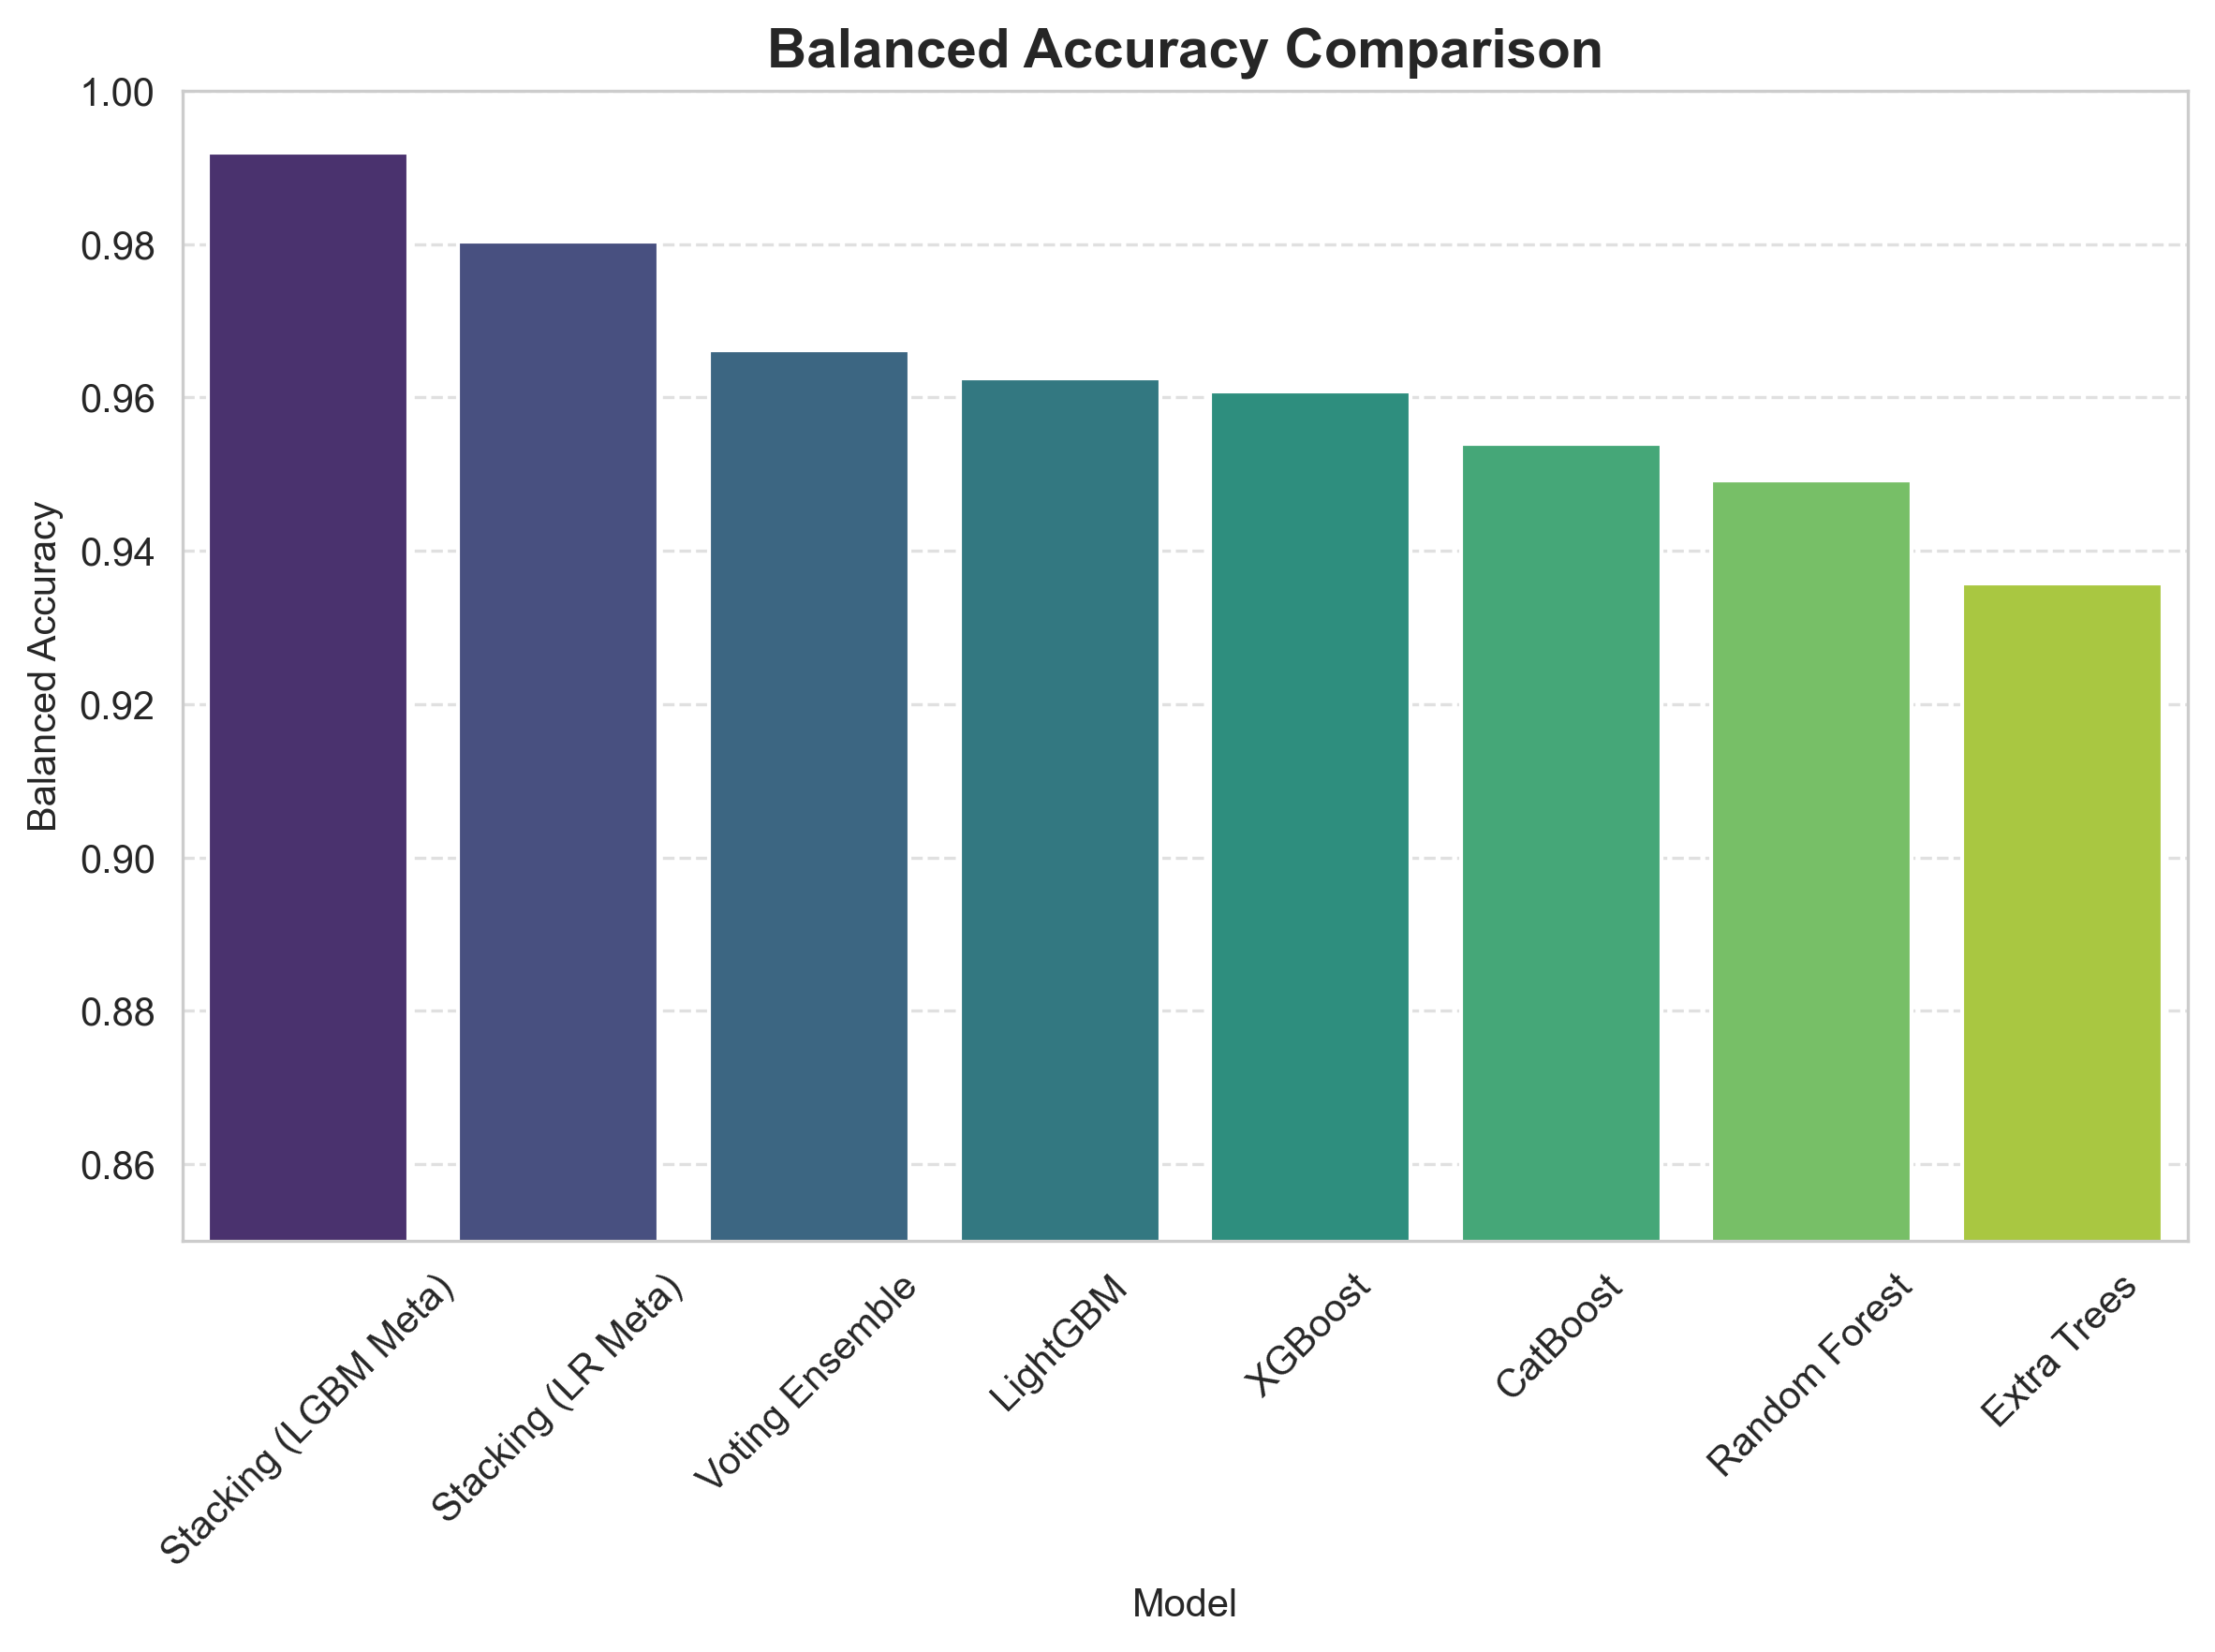 Balanced Accuracy Comparison
1.00
0.98
0.96
0.94
0.92
0.90
0.88
0.86
Balanced Accuracy
Stacking (LGBM Meta)
Stacking (LR Meta)
Voting Ensemble
LightGBM
XGBoost
CatBoost
Random Forest
Extra Trees
Model